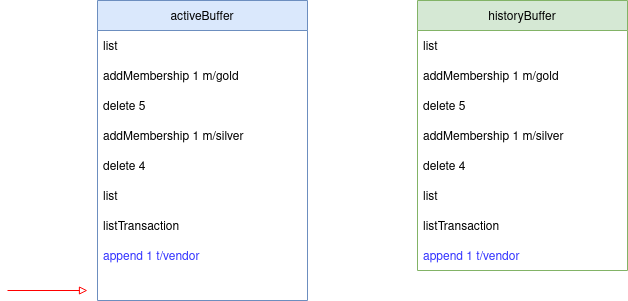 activeBuffer
list
addMembership 1 m/gold
delete 5
addMembership 1 m/silver
delete 4
list
listTransaction
append 1 t/vendor
historyBuffer
list
addMembership 1 m/gold
delete 5
addMembership 1 m/silver
delete 4
list
listTransaction
append 1 t/vendor